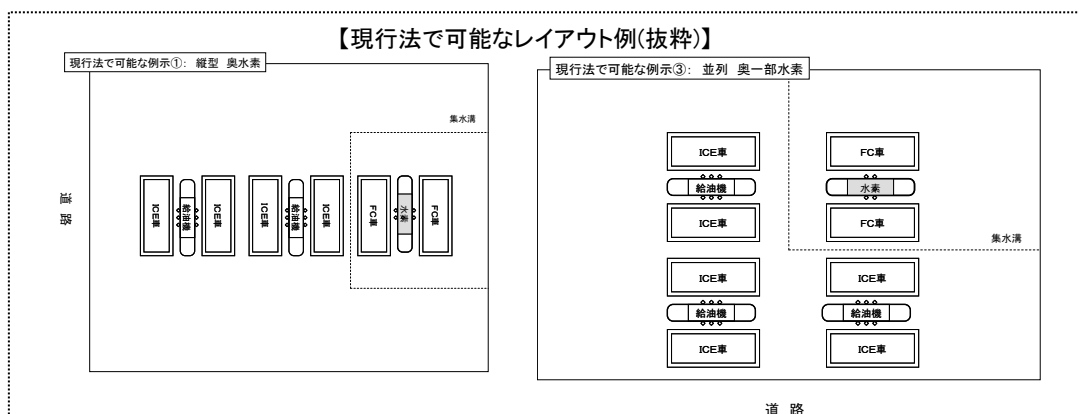 【現行法で可能なレイアウト例(抜粋)】
現行法で可能な例示①: 縦型 奥水素
集水溝
道路
ICE車
給油機
ICE車
ICE車
給油機
ICE車
FC車
水素
FC車
現行法で可能な例示③: 並列 奥一部水素
ICE車
FC車
給油機
水素
ICE車
FC車
集水溝
ICE車
ICE車
給油機
給油機
ICE車
ICE車
道 路